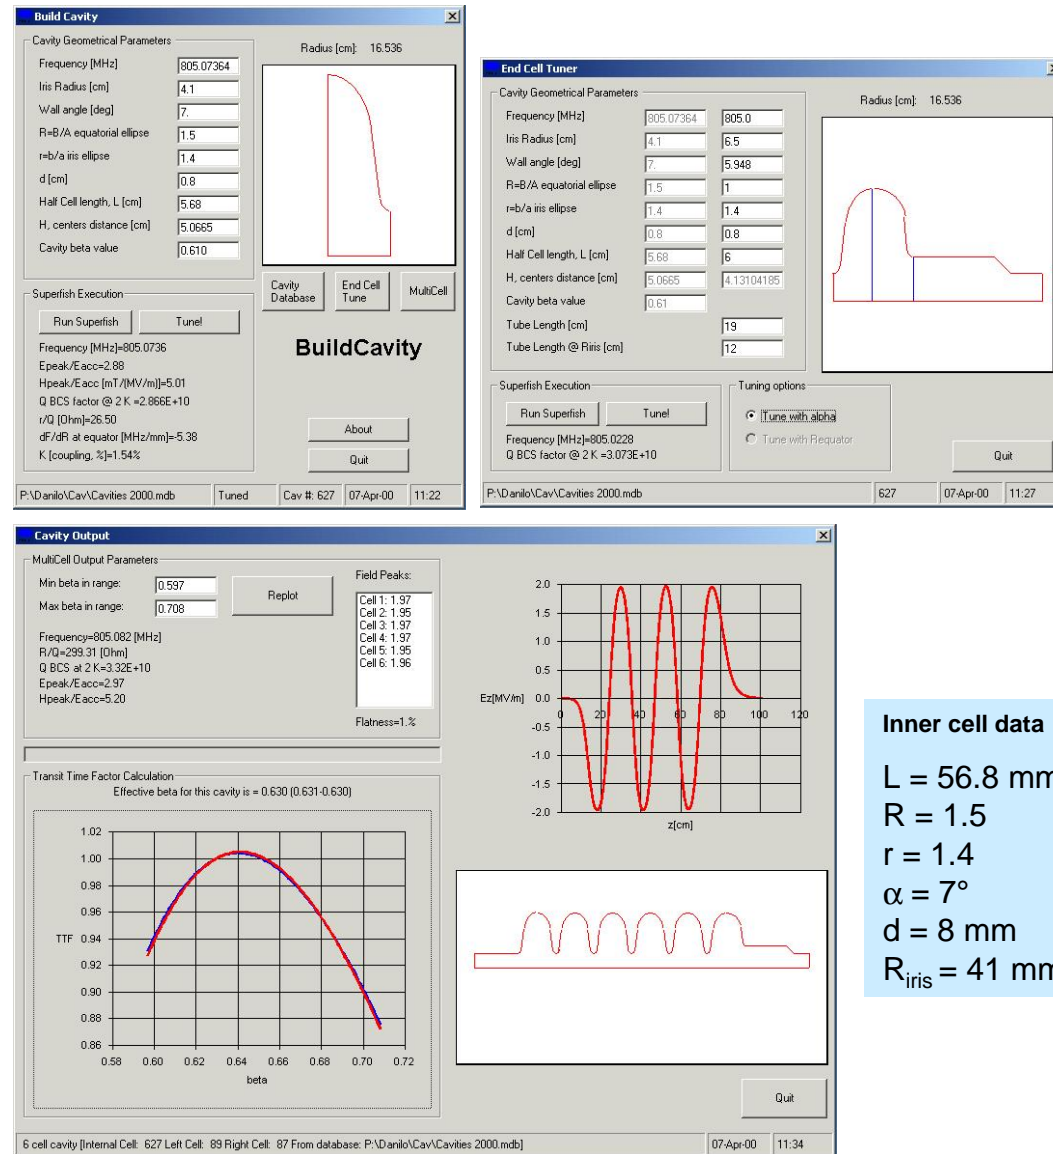 Build Cavity
Cavity Geometrical Parameters
Frequency [MHz] 805.07364
Iris Radius [cm] 4.1
Wall angle [deg] 7.
R=B/A equatorial ellipse 1.5
r=b/a iris ellipse 1.4
d [cm] 0.8
Half Cell length, L [cm] 5.68
H, centers distance [cm] 5.0665
Cavity beta value 0.610
Radius [cm]: 16.536
Cavity Database
End Cell Tune
MultiCell
Superfish Execution
Run Superfish Tune!
Frequency [MHz]=805.0736
Epeak/Eacc=2.88
Hpeak/Eacc [mT/(MV/m)]=5.01
Q BCS factor @ 2 K =2.866E+10
r/Q [Ohm]=26.50
dF/dR at equator [MHz/mm]=-5.38
K [coupling, %]=1.54%
BuildCavity
About
Quit
P:\Danilo\Cav\Cavities 2000.mdb Tuned Cav #: 627 07-Apr-00 11:22
End Cell Tuner
Cavity Geometrical Parameters
Frequency [MHz] 805.07364 805.0
Iris Radius [cm] 4.1 6.5
Wall angle [deg] 7. 5.948
R=B/A equatorial ellipse 1.5 1
r=b/a iris ellipse 1.4 1.4
d [cm] 0.8 0.8
Half Cell length, L [cm] 5.68 6
H, centers distance [cm] 5.0665 4.13104185
Cavity beta value 0.61
Tube Length [cm] 19
Tube Length @ Riris [cm] 12
Radius [cm]: 16.536
Superfish Execution
Run Superfish Tune!
Frequency [MHz]=805.0228
Q BCS factor @ 2 K =3.073E+10
Tuning options
Tune with alpha
Tune with Requator
Quit
P:\Danilo\Cav\Cavities 2000.mdb 627 07-Apr-00 11:27
Cavity Output
MultiCell Output Parameters
Min beta in range: 0.597
Max beta in range: 0.708
Replot
Frequency=805.082 [MHz]
R/Q=299.31 [Ohm]
Q BCS at 2 K=3.32E+10
Epeak/Eacc=2.97
Hpeak/Eacc=5.20
Field Peaks:
Cell 1: 1.97
Cell 2: 1.95
Cell 3: 1.97
Cell 4: 1.97
Cell 5: 1.95
Cell 6: 1.96
Flatness=1.%
2.0
1.5
1.0
0.5
0.0
-0.5
-1.0
-1.5
-2.0
Ez[MV/m]
0 20 40 60 80 100 120
z[cm]
Transit Time Factor Calculation
Effective beta for this cavity is = 0.630 (0.631-0.630)
1.02
1.00
0.98
0.96
0.94
0.92
0.90
0.88
0.86
TTF
0.58 0.60 0.62 0.64 0.66 0.68 0.70 0.72
beta
Quit
6 cell cavity [Internal Cell: 627 Left Cell: 89 Right Cell: 87 From database: P:\Danilo\Cav\Cavities 2000.mdb] 07-Apr-00 11:34
Inner cell data
L = 56.8 mm
R = 1.5
r = 1.4
α = 7°
d = 8 mm
Riris = 41 mm